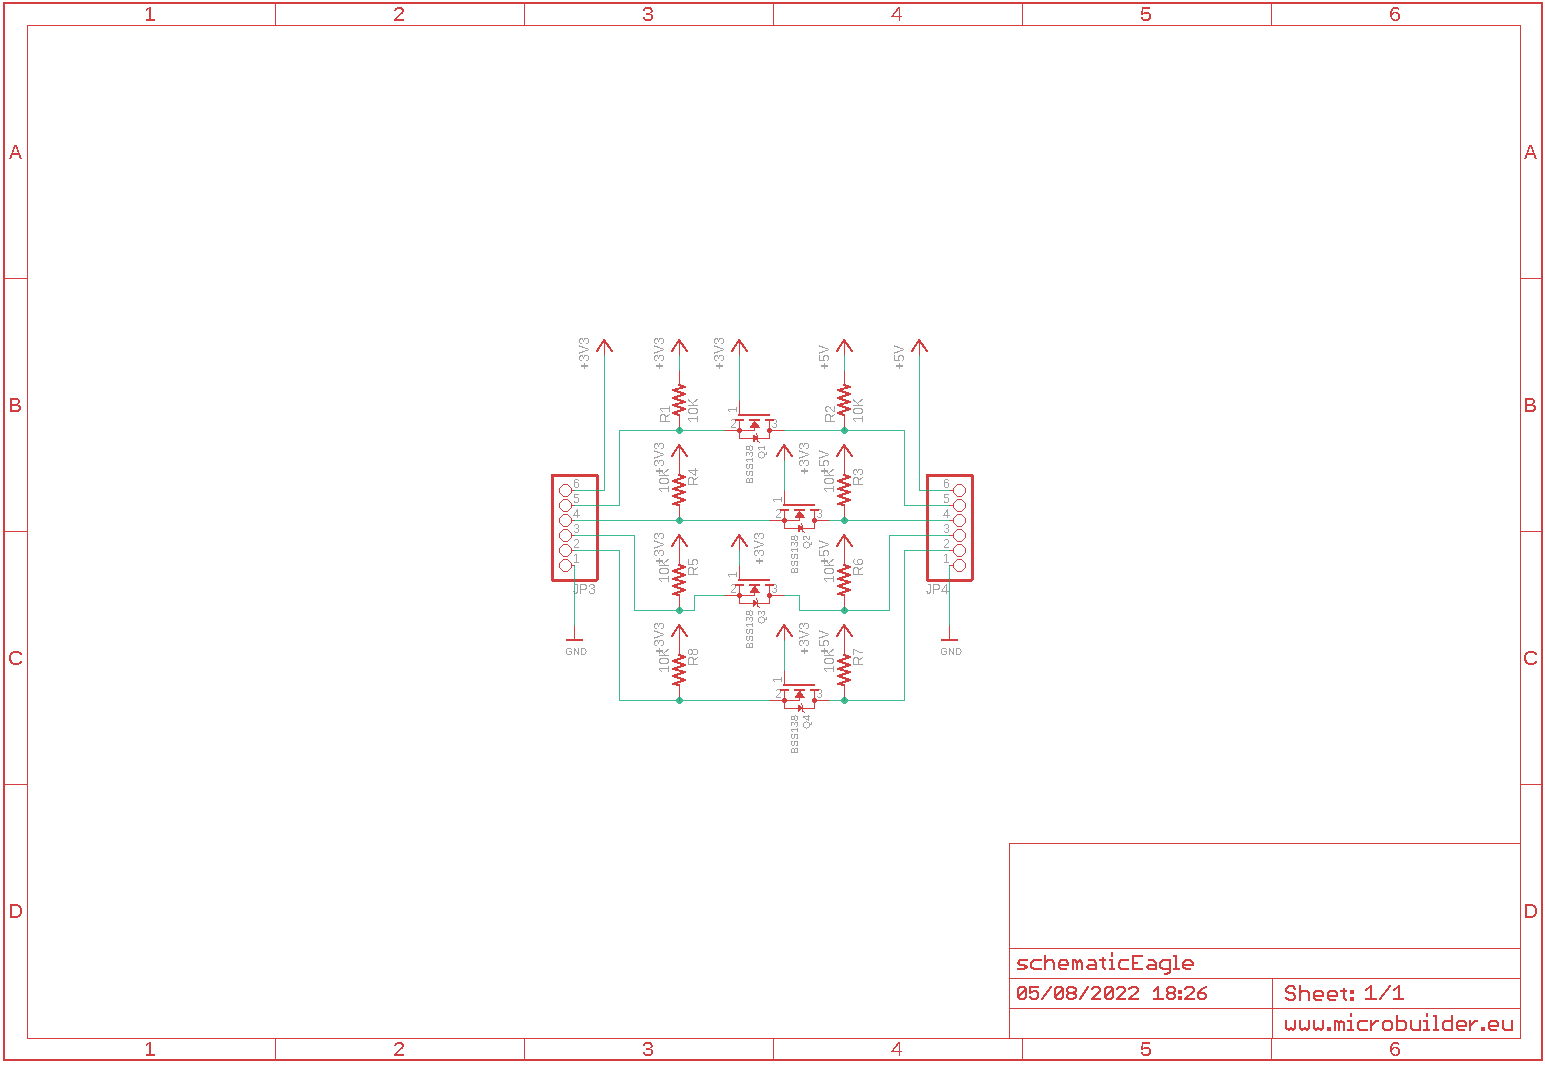 1 2 3 4 5 6
A A
+3V3 +3V3 +3V3 +5V +5V
B B
R1 10K 1 R2 10K
2 3
BSS138 Q1
+3V3 10K R4 +3V3 +5V 10K R3
6 6
5 1 5
4 2 3 4
3 BSS138 Q2 3
2 +3V3 10K R5 +3V3 +5V 10K R6 2
1 1 1
JP3 2 3 JP4
BSS138 Q3
GND +3V3 10K R8 +3V3 +5V 10K R7 GND
C C
1
2 3
BSS138 Q4
D D
schematicEagle
05/08/2022 18:26 Sheet: 1/1
www.microbuilder.eu
1 2 3 4 5 6